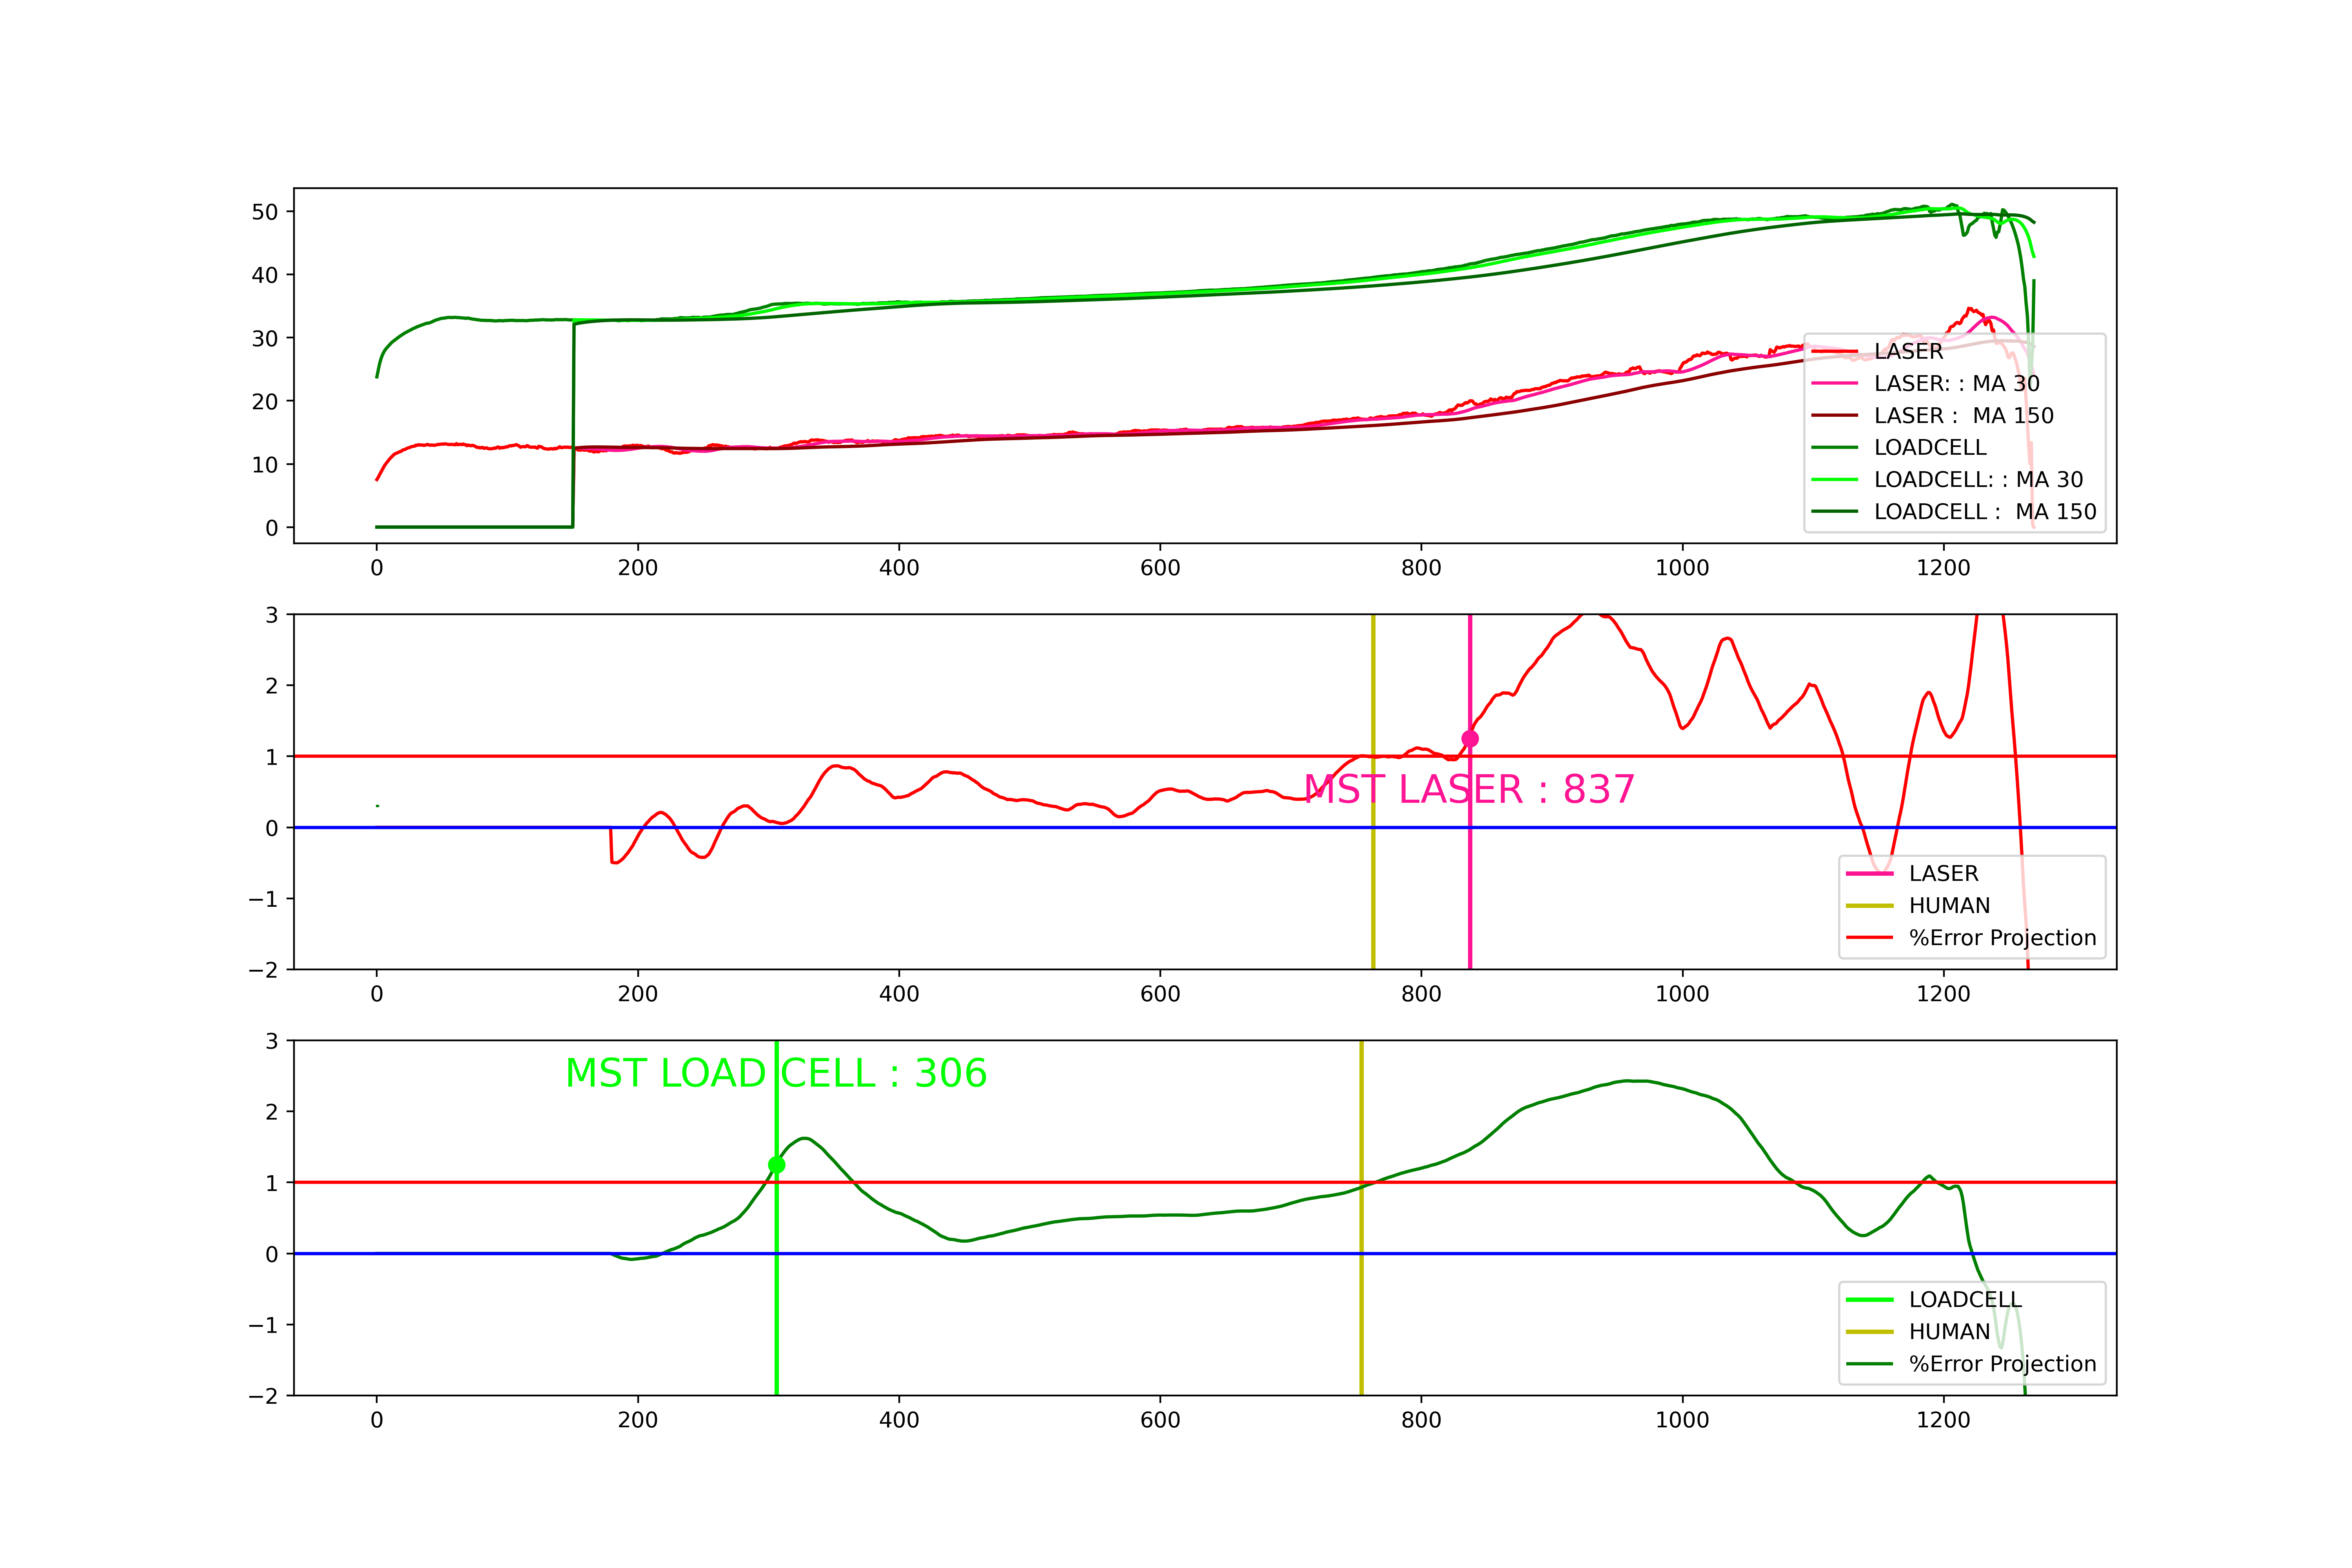 50
40
30
20
10
0
LASER
LASER: : MA 30
LASER :  MA 150
LOADCELL
LOADCELL: : MA 30
LOADCELL :  MA 150
0 200 400 600 800 1000 1200
3
2
1
0
−1
−2
MST LASER : 837
LASER
HUMAN
%Error Projection
0 200 400 600 800 1000 1200
3
2
1
0
−1
−2
MST LOAD CELL : 306
LOADCELL
HUMAN
%Error Projection
0 200 400 600 800 1000 1200